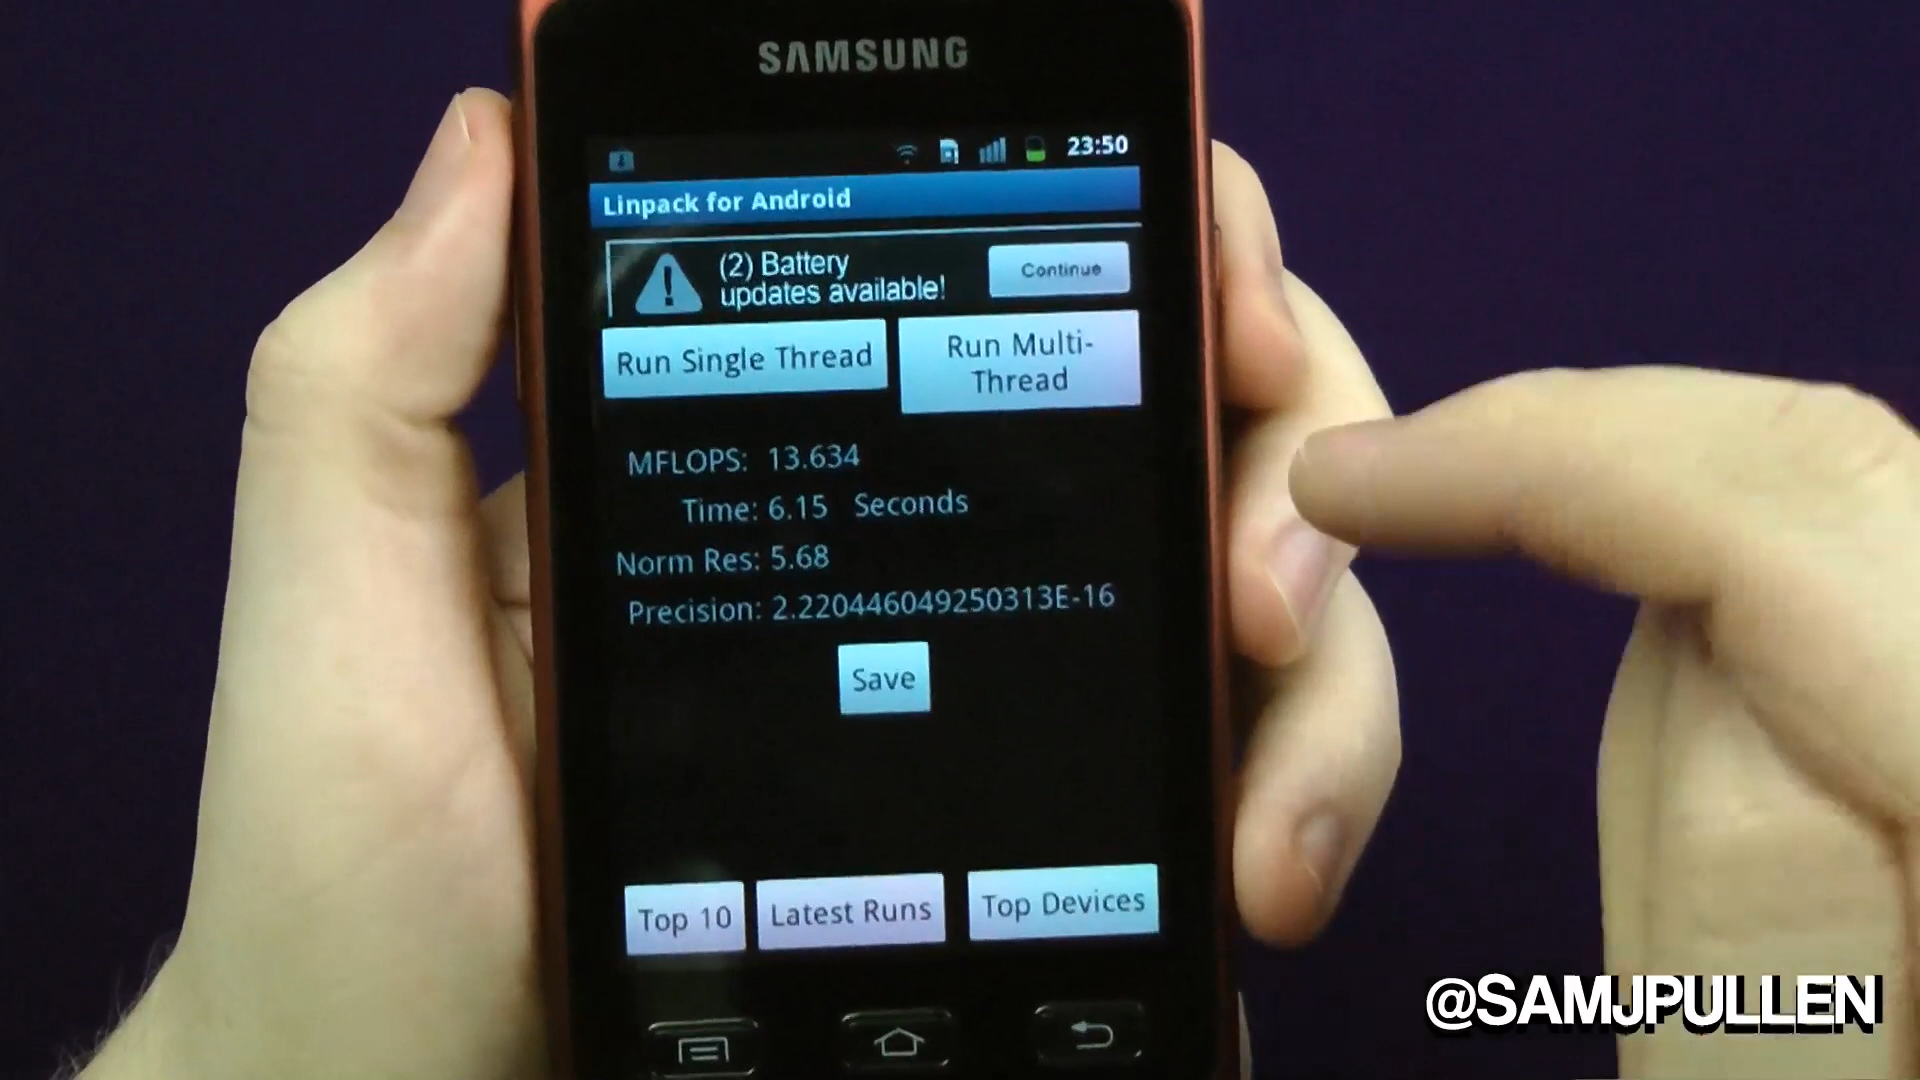 SAMSUNG
23:50
Linpack for Android
(2) Battery
updates available!
Continue
Run Single Thread
Run Multi-
Thread
MFLOPS: 13.634
Time: 6.15 Seconds
Norm Res: 5.68
Precision: 2.220446049250313E-16
Save
Top 10
Latest Runs
Top Devices
@SAMJPULLEN